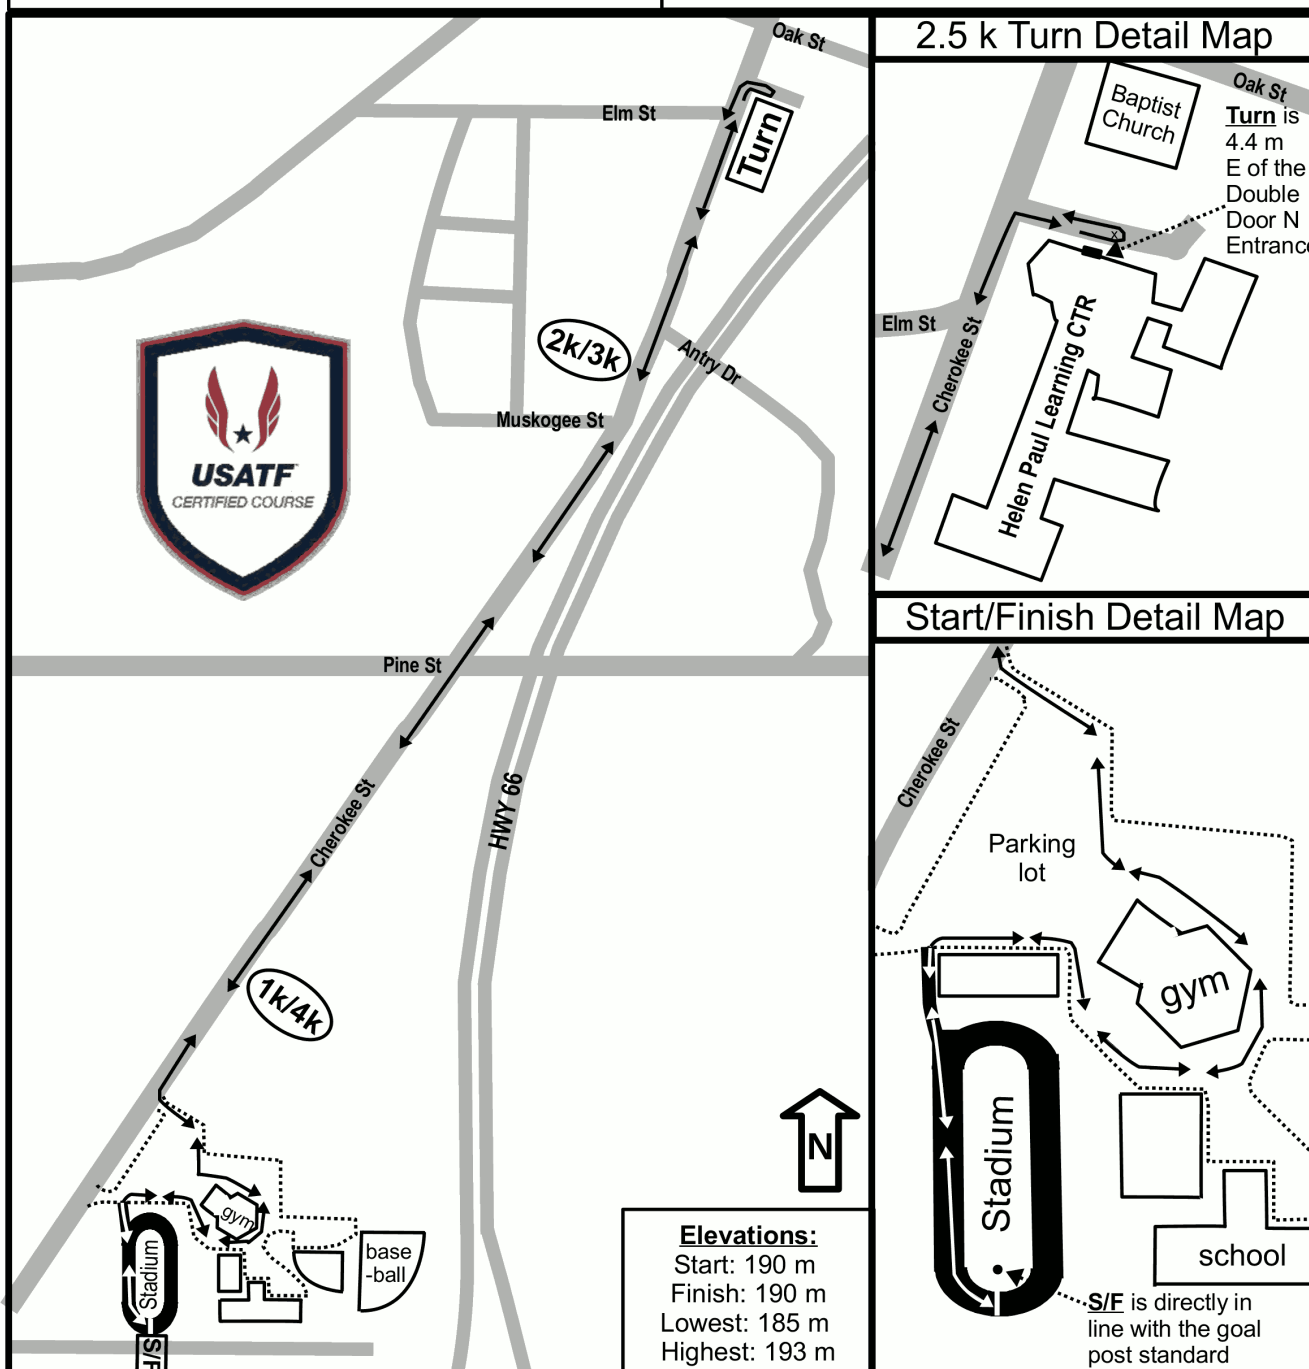 Oak St
Elm St
Turn
2k/3k
Antry Dr
Muskogee St
USATF
CERTIFIED COURSE
Pine St
HWY 66
Cherokee St
1k/4k
N
gym
base
-ball
Stadium
S/F
Elevations:
Start: 190 m
Finish: 190 m
Lowest: 185 m
Highest: 193 m
2.5 k Turn Detail Map
Oak St
Baptist
Church
Turn is
4.4 m
E of the
Double
Door N
Entrance
x
Elm St
Cherokee St
Helen Paul Learning CTR
Start/Finish Detail Map
Cherokee St
Parking
lot
gym
Stadium
school
S/F is directly in
line with the goal
post standard